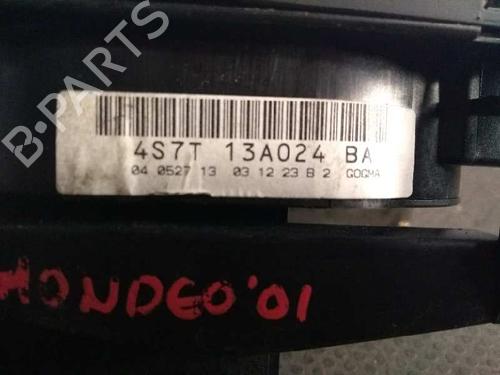 4S7T 13A024 BA
04 0527 13 03 12 23 B 2 GOGMA
MONDEO'01
B-PARTS